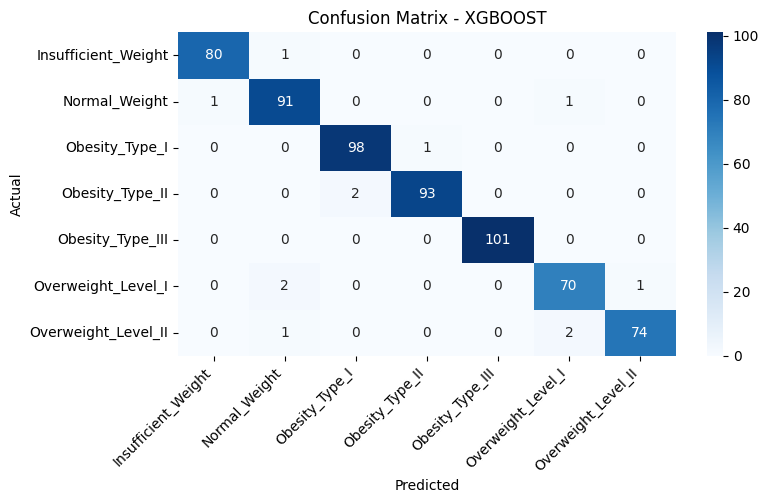 Confusion Matrix - XGBOOST
Actual
Insufficient_Weight 80 1 0 0 0 0 0
Normal_Weight 1 91 0 0 0 1 0
Obesity_Type_I 0 0 98 1 0 0 0
Obesity_Type_II 0 0 2 93 0 0 0
Obesity_Type_III 0 0 0 0 101 0 0
Overweight_Level_I 0 2 0 0 0 70 1
Overweight_Level_II 0 1 0 0 0 2 74
Insufficient_Weight
Normal_Weight
Obesity_Type_I
Obesity_Type_II
Obesity_Type_III
Overweight_Level_I
Overweight_Level_II
Predicted
100
80
60
40
20
0